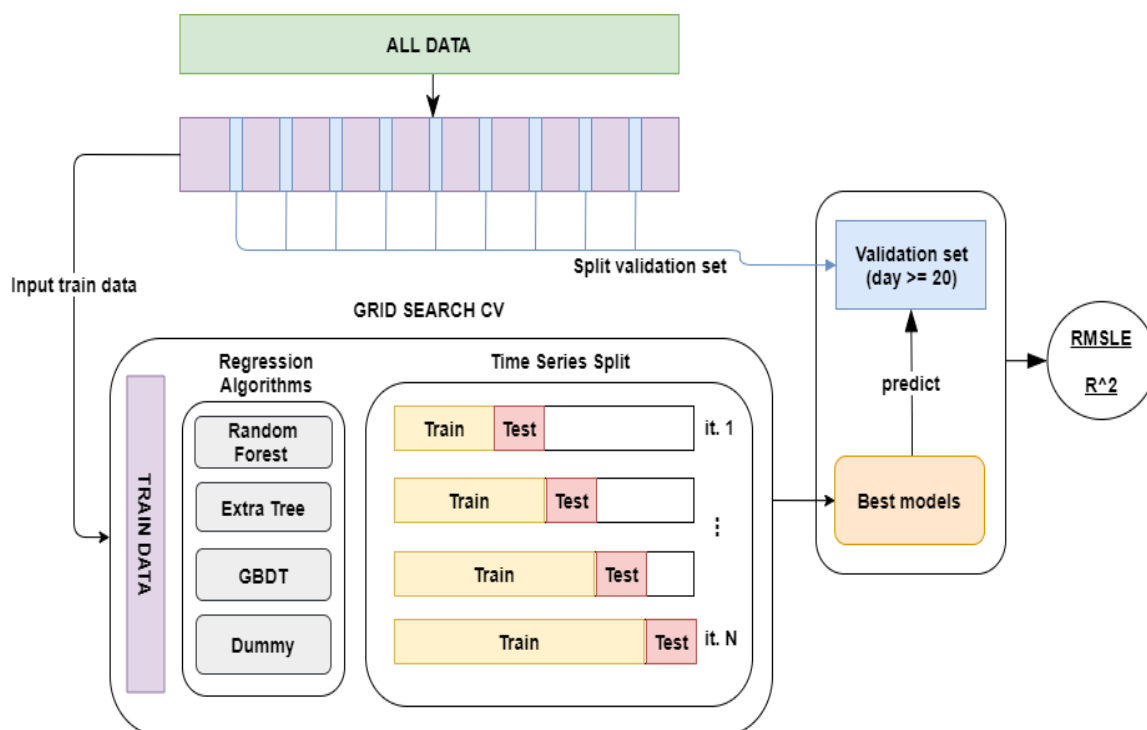 ALL DATA
Split validation set
Input train data
Validation set
(day >= 20)
predict
Best models
RMSLE
R^2
GRID SEARCH CV
TRAIN DATA
Regression
Algorithms
Random
Forest
Extra Tree
GBDT
Dummy
Time Series Split
Train Test it. 1
Train Test
⋮
Train Test
Train Test it. N